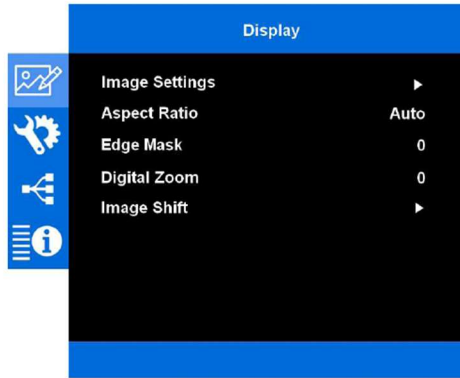 Display
Image Settings ▶
Aspect Ratio Auto
Edge Mask 0
Digital Zoom 0
Image Shift ▶